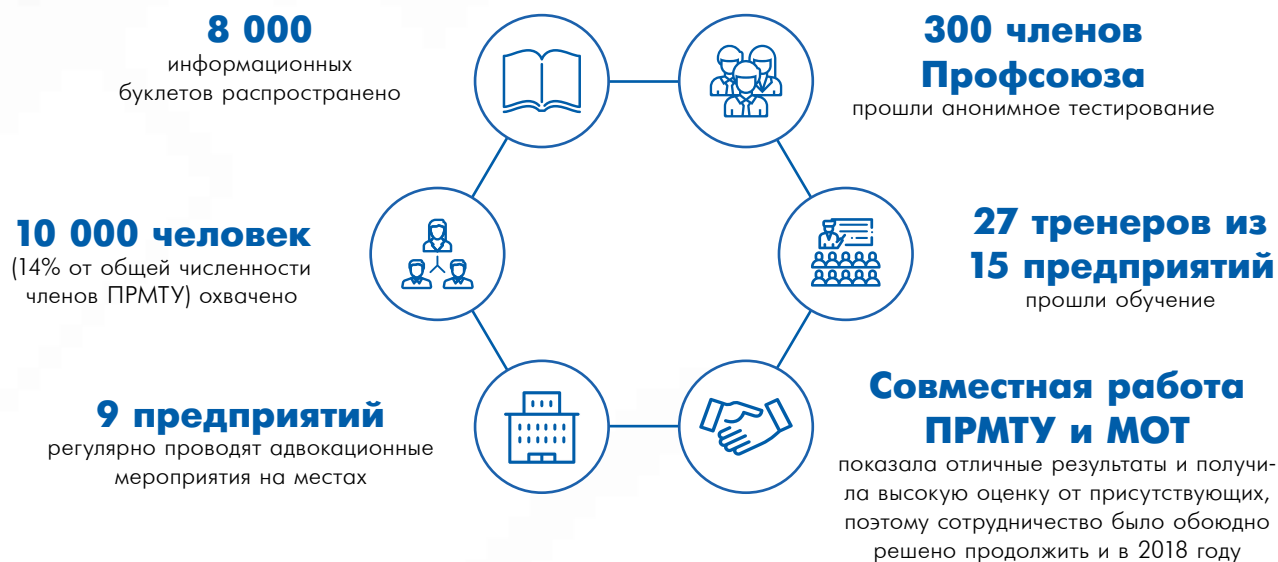 8 000
информационных
буклетов распространено
300 членов
Профсоюза
прошли анонимное тестирование
10 000 человек
(14% от общей численности
членов ПРМТУ) охвачено
27 тренеров из
15 предприятий
прошли обучение
9 предприятий
регулярно проводят адвокационные
мероприятия на местах
Совместная работа
ПРМТУ и МОТ
показала отличные результаты и получи-
ла высокую оценку от присутствующих,
поэтому сотрудничество было обоюдно
решено продолжить и в 2018 году